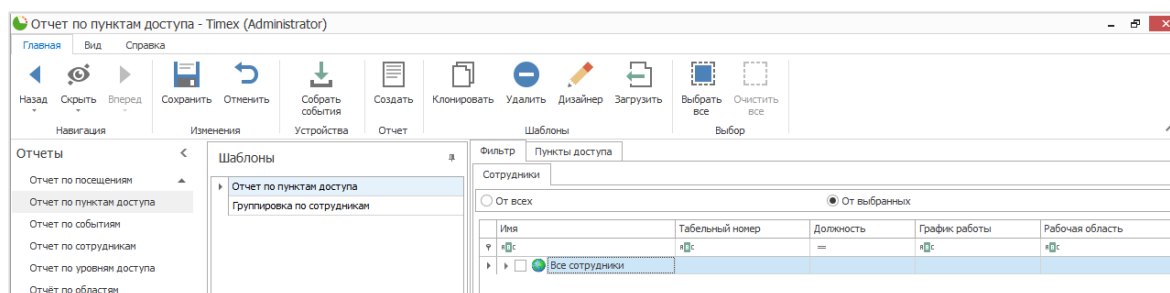 Отчет по пунктам доступа - Timex (Administrator)
Главная Вид Справка
Назад Скрыть Вперед Сохранить Отменить Собрать события Создать Клонировать Удалить Дизайнер Загрузить Выбрать все Очистить все
Навигация Изменения Устройства Отчет Шаблоны Выбор
Отчеты
Отчет по посещениям
Отчет по пунктам доступа
Отчет по событиям
Отчет по сотрудникам
Отчет по уровням доступа
Отчёт по областям
Шаблоны
Отчет по пунктам доступа
Группировка по сотрудникам
Фильтр Пункты доступа
Сотрудники
От всех От выбранных
Имя Табельный номер Должность График работы Рабочая область
=
Все сотрудники